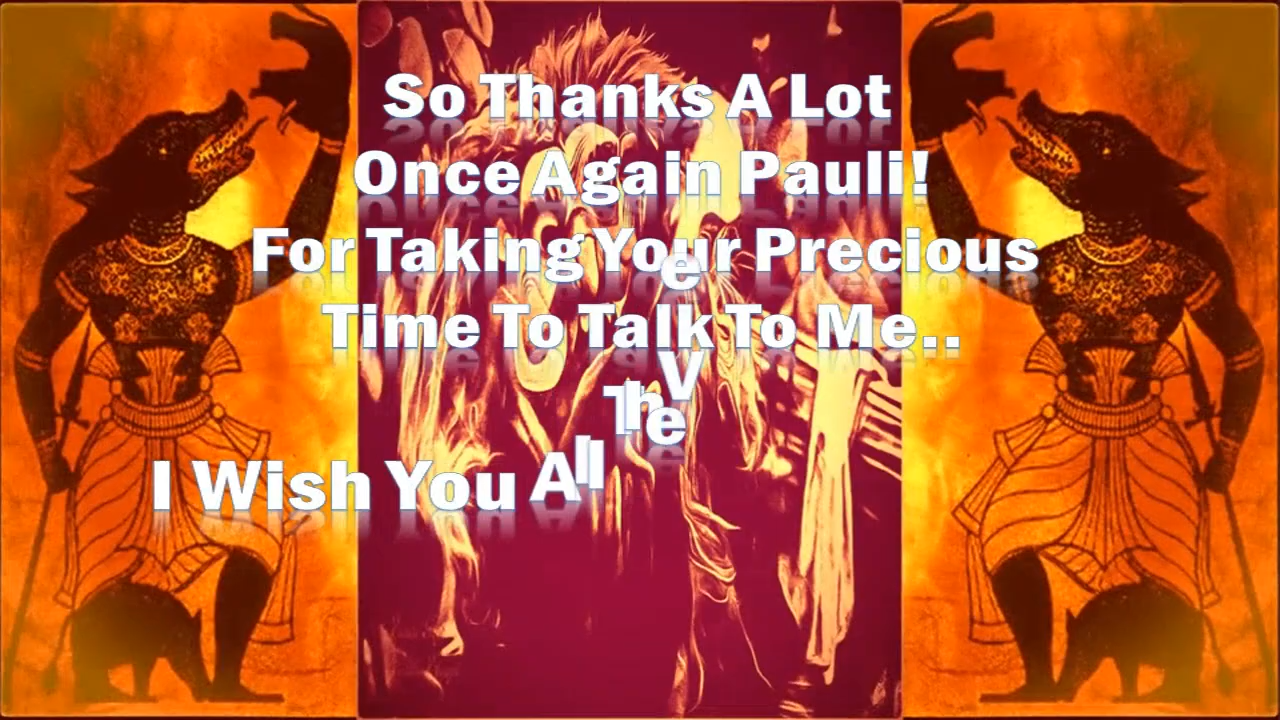 So Thanks A Lot
Once Again Pauli!
For Taking Your Precious
Time To Talk To Me..
I Wish You All The Ve